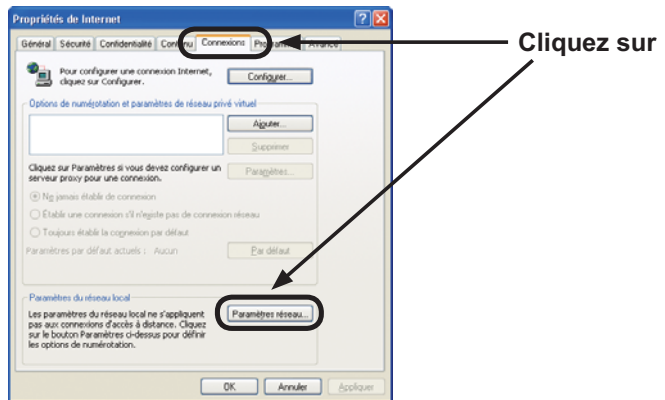 Propriétés de Internet
Général Sécurité Confidentialité Contenu Connexions Programmes Avancé
Cliquez sur
Pour configurer une connexion Internet,
cliquez sur Configurer.
Configurer...
Options de numérotation et paramètres de réseau privé virtuel
Ajouter...
Supprimer
Cliquez sur Paramètres si vous devez configurer un
serveur proxy pour une connexion.
Paramètres...
Ne jamais établir de connexion
Établir une connexion s'il n'existe pas de connexion réseau
Toujours établir la connexion par défaut
Paramètres par défaut actuels : Aucun
Par défaut
Paramètres du réseau local
Les paramètres du réseau local ne s'appliquent
pas aux connexions d'accès à distance. Cliquez
sur le bouton Paramètres ci-dessus pour définir
les options de numérotation.
Paramètres réseau...
OK Annuler Appliquer